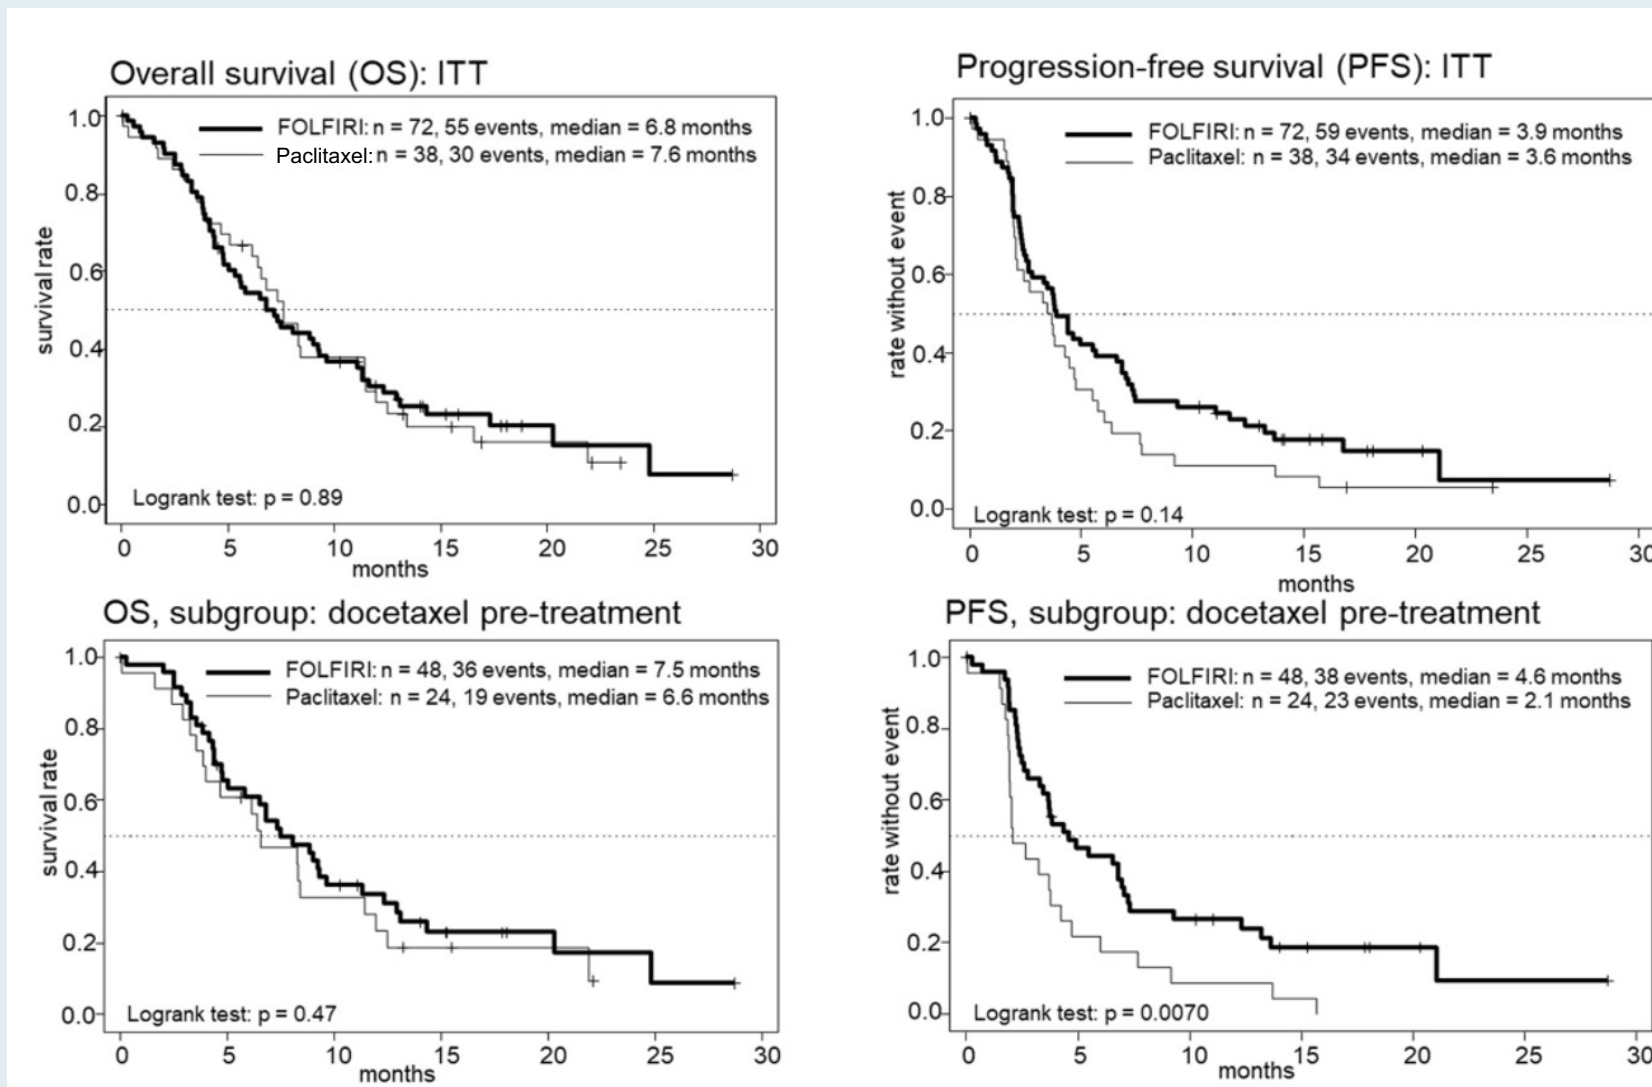 Overall survival (OS): ITT
FOLFIRI: n = 72, 55 events, median = 6.8 months
Paclitaxel: n = 38, 30 events, median = 7.6 months
1.0
0.8
0.6
0.4
0.2
0.0
survival rate
Logrank test: p = 0.89
0 5 10 15 20 25 30
months
Progression-free survival (PFS): ITT
FOLFIRI: n = 72, 59 events, median = 3.9 months
Paclitaxel: n = 38, 34 events, median = 3.6 months
1.0
0.8
0.6
0.4
0.2
0.0
rate without event
Logrank test: p = 0.14
0 5 10 15 20 25 30
months
OS, subgroup: docetaxel pre-treatment
FOLFIRI: n = 48, 36 events, median = 7.5 months
Paclitaxel: n = 24, 19 events, median = 6.6 months
1.0
0.8
0.6
0.4
0.2
0.0
survival rate
Logrank test: p = 0.47
0 5 10 15 20 25 30
months
PFS, subgroup: docetaxel pre-treatment
FOLFIRI: n = 48, 38 events, median = 4.6 months
Paclitaxel: n = 24, 23 events, median = 2.1 months
1.0
0.8
0.6
0.4
0.2
0.0
rate without event
Logrank test: p = 0.0070
0 5 10 15 20 25 30
months